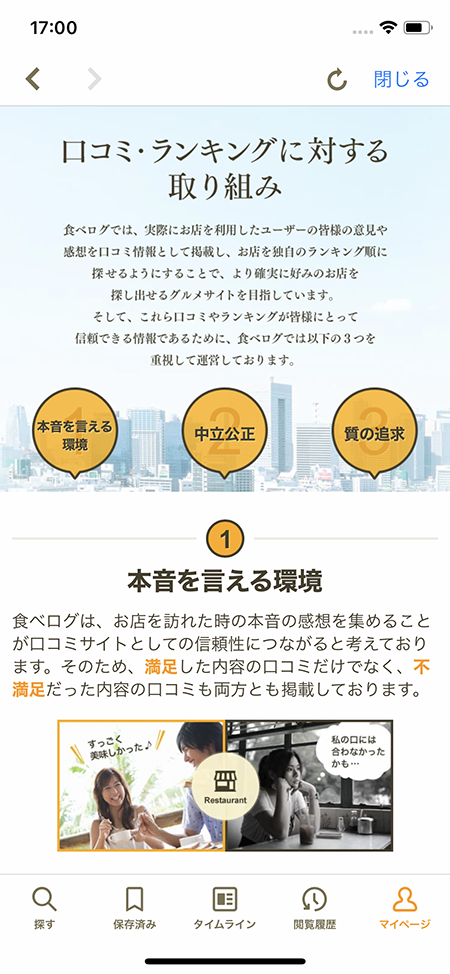 17:00
閉じる
口コミ・ランキングに対する
取り組み
食べログでは、実際にお店を利用したユーザーの皆様の意見や
感想を口コミ情報として掲載し、お店を独自のランキング順に
探せるようにすることで、より確実に好みのお店を
探し出せるグルメサイトを目指しています。
そして、これら口コミやランキングが皆様にとって
信頼できる情報であるために、食べログでは以下の3つを
重視して運営しております。
1
本音を言える
環境
2
中立公正
3
質の追求
1
本音を言える環境
食べログは、お店を訪れた時の本音の感想を集めること
が口コミサイトとしての信頼性につながると考えており
ます。そのため、満足した内容の口コミだけでなく、不
満足だった内容の口コミも両方とも掲載しております。
すっごく
美味しかった♪
私の口には
合わなかった
かも…
Restaurant
探す
保存済み
タイムライン
閲覧履歴
マイページ